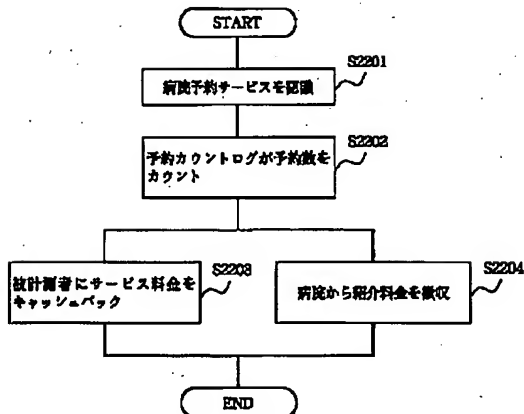 START
S2201
病院予約サービスを認識
S2202
予約カウントログが予約数を
カウント
被計測者にサービス料金を
キャッシュバック
S2203
病院から紹介料金を徴収
S2204
END